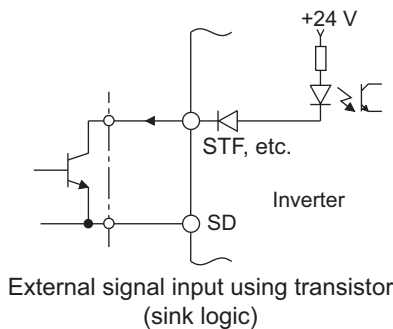 +24 V
STF, etc.
Inverter
SD
External signal input using transistor
(sink logic)